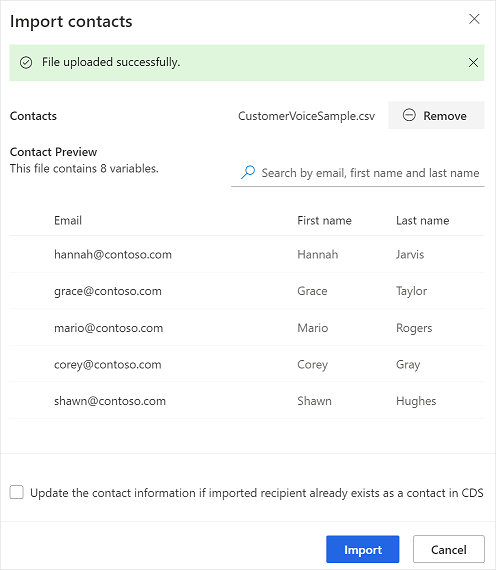 Import contacts
File uploaded successfully.
Contacts CustomerVoiceSample.csv Remove
Contact Preview
This file contains 8 variables.
Search by email, first name and last name
Email First name Last name
hannah@contoso.com Hannah Jarvis
grace@contoso.com Grace Taylor
mario@contoso.com Mario Rogers
corey@contoso.com Corey Gray
shawn@contoso.com Shawn Hughes
Update the contact information if imported recipient already exists as a contact in CDS
Import Cancel